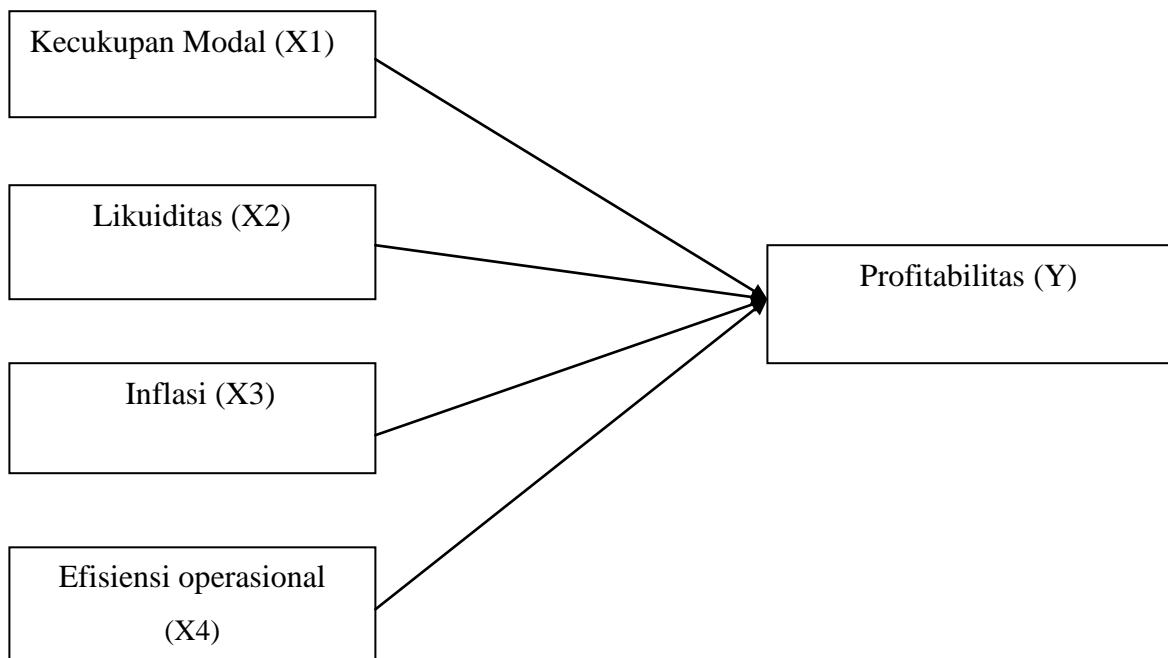 Kecukupan Modal (X1)
Likuiditas (X2)
Profitabilitas (Y)
Inflasi (X3)
Efisiensi operasional
(X4)